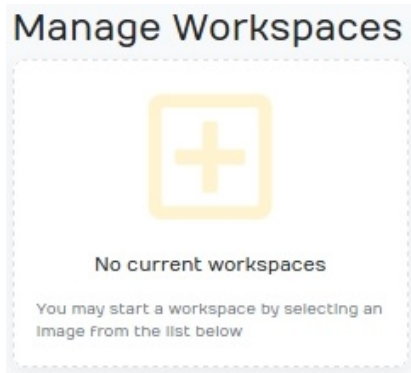 Manage Workspaces
No current workspaces
You may start a workspace by selecting an
image from the list below